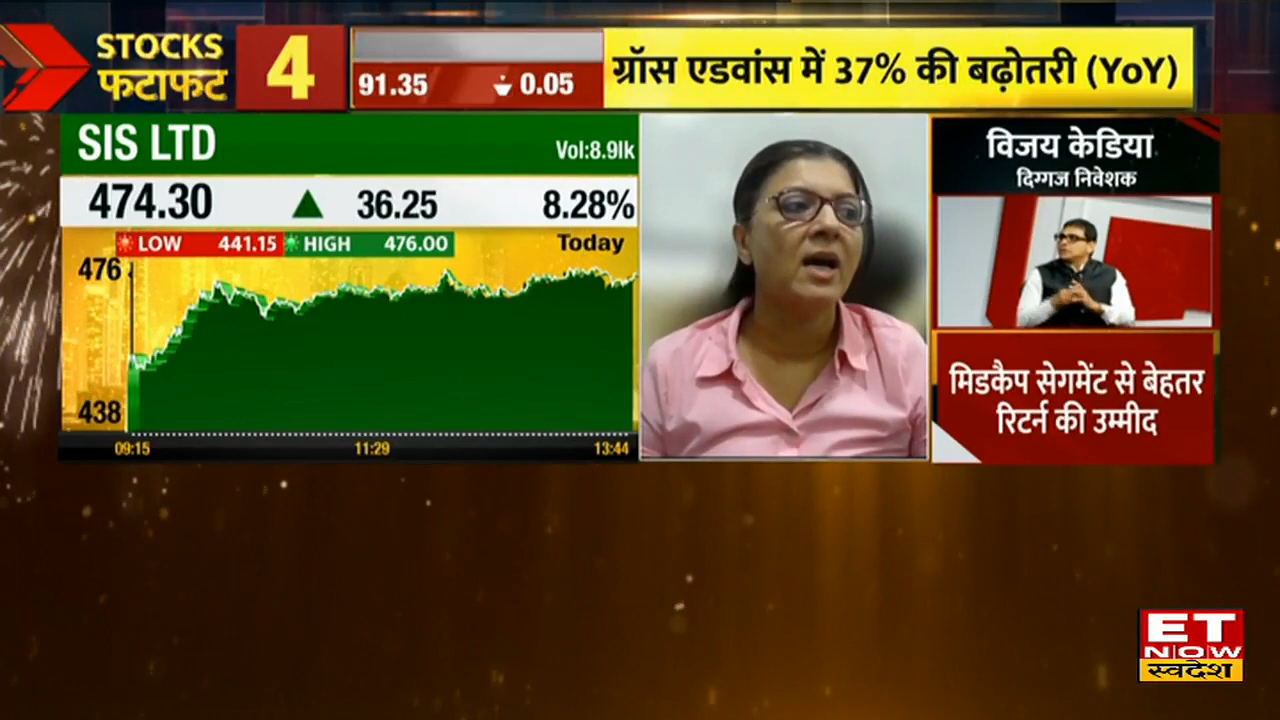 STOCKS
फटाफट
4
91.35 0.05
ग्रॉस एडवांस में 37% की बढ़ोतरी (YoY)
SIS LTD
Vol:8.9lk
474.30 36.25 8.28%
LOW 441.15 HIGH 476.00 Today
476
438
09:15 11:29 13:44
विजय केडिया
दिग्गज निवेशक
मिडकैप सेगमेंट से बेहतर
रिटर्न की उम्मीद
ET
NOW
स्वदेश